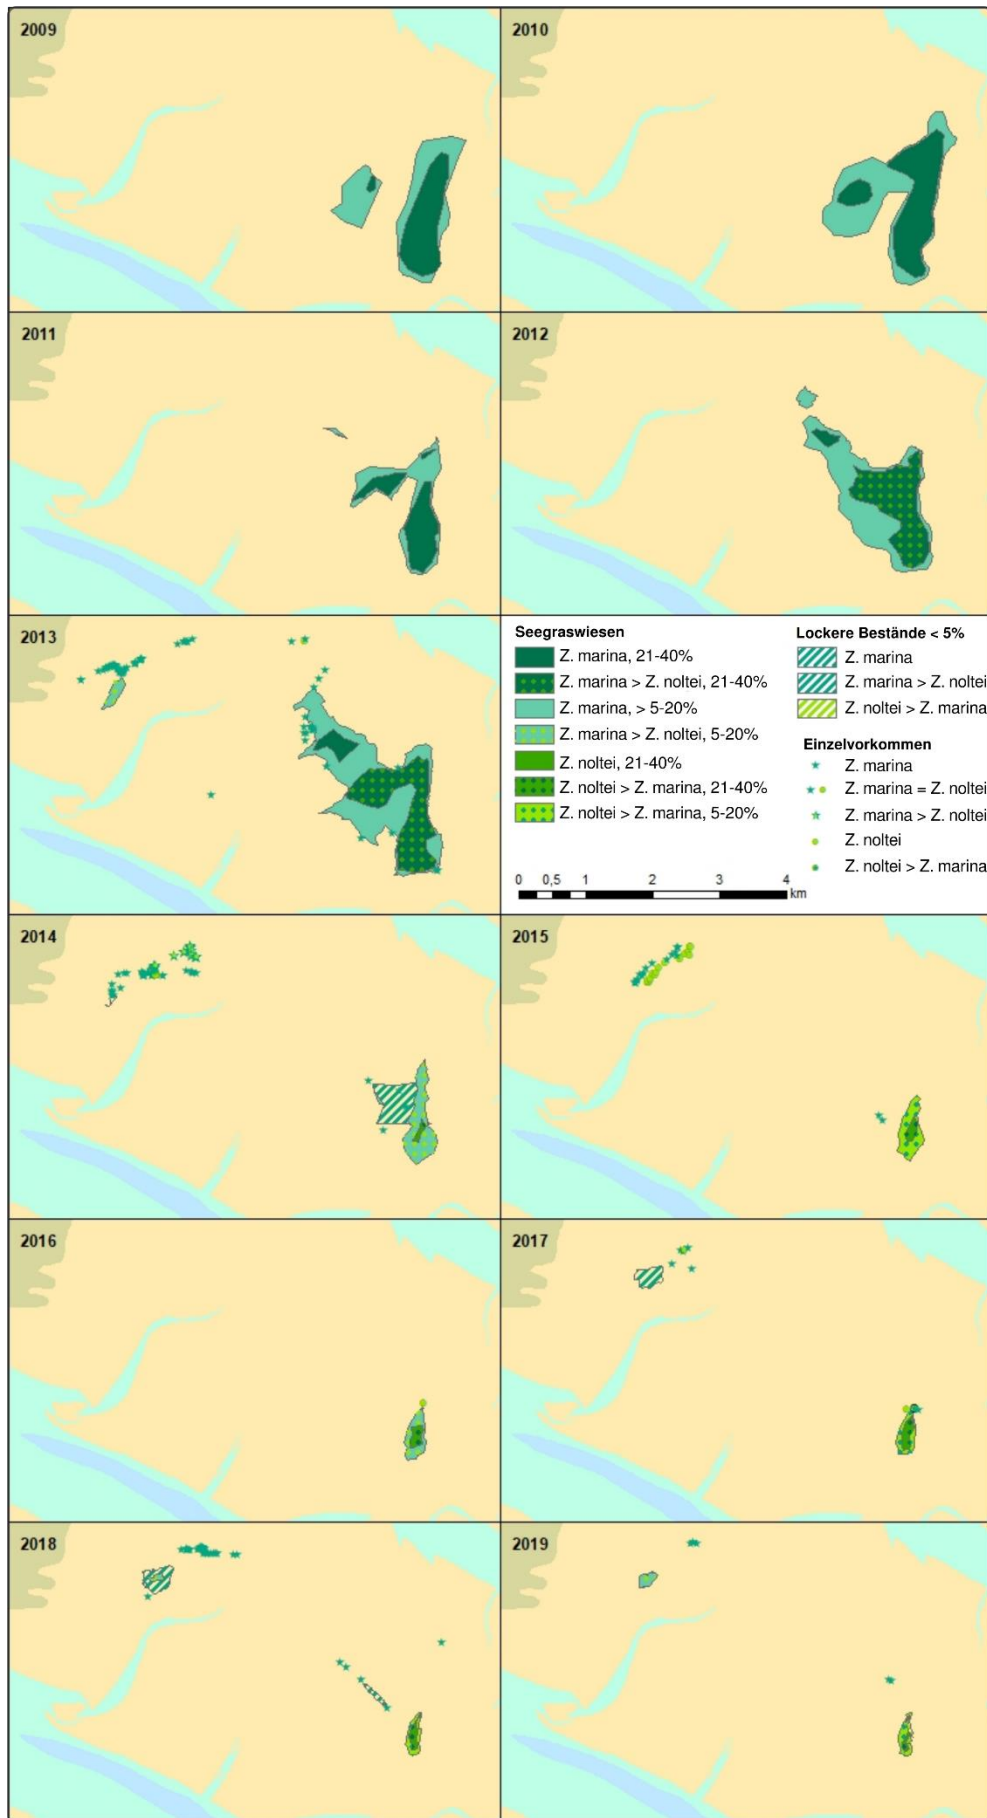 2009
2010
2011
2012
2013
Seegraswiesen
Z. marina, 21-40%
Z. marina > Z. noltei, 21-40%
Z. marina, > 5-20%
Z. marina > Z. noltei, 5-20%
Z. noltei, 21-40%
Z. noltei > Z. marina, 21-40%
Z. noltei > Z. marina, 5-20%
Lockere Bestände < 5%
Z. marina
Z. marina > Z. noltei
Z. noltei > Z. marina
Einzelvorkommen
Z. marina
Z. marina = Z. noltei
Z. marina > Z. noltei
Z. noltei
Z. noltei > Z. marina
0 0,5 1 2 3 4
km
2014
2015
2016
2017
2018
2019